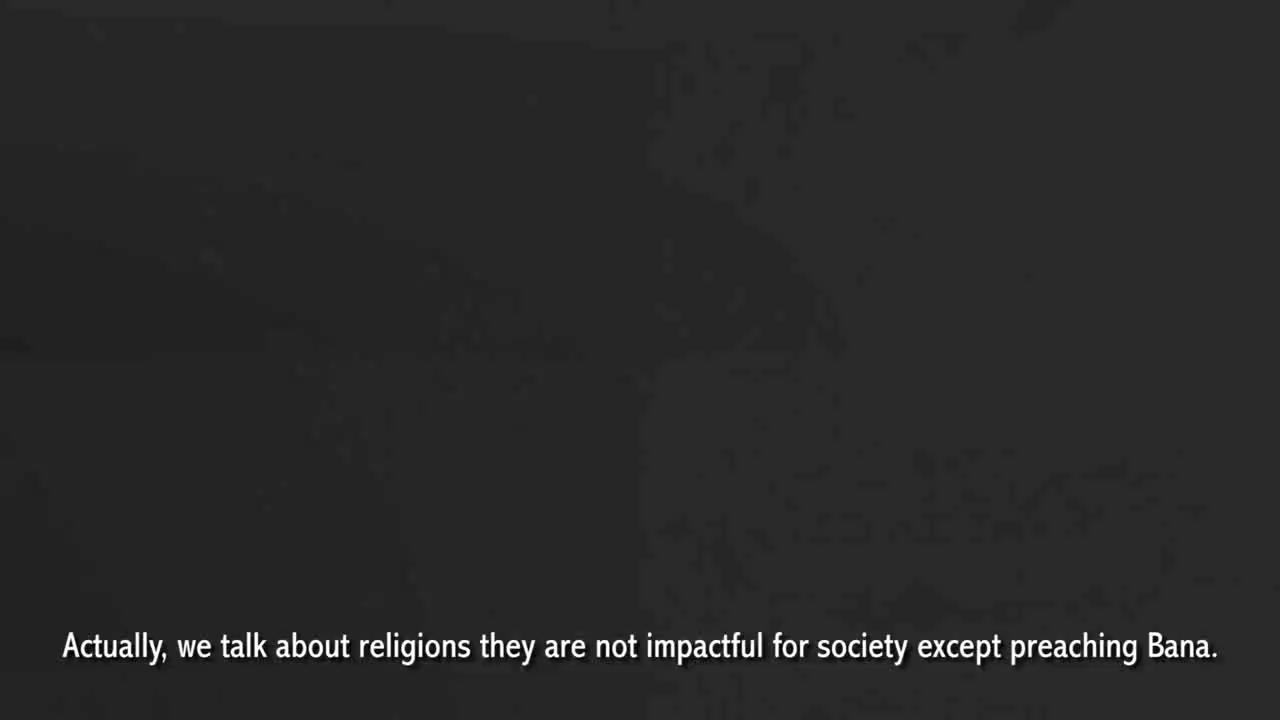 Actually, we talk about religions they are not impactful for society except preaching Bana.